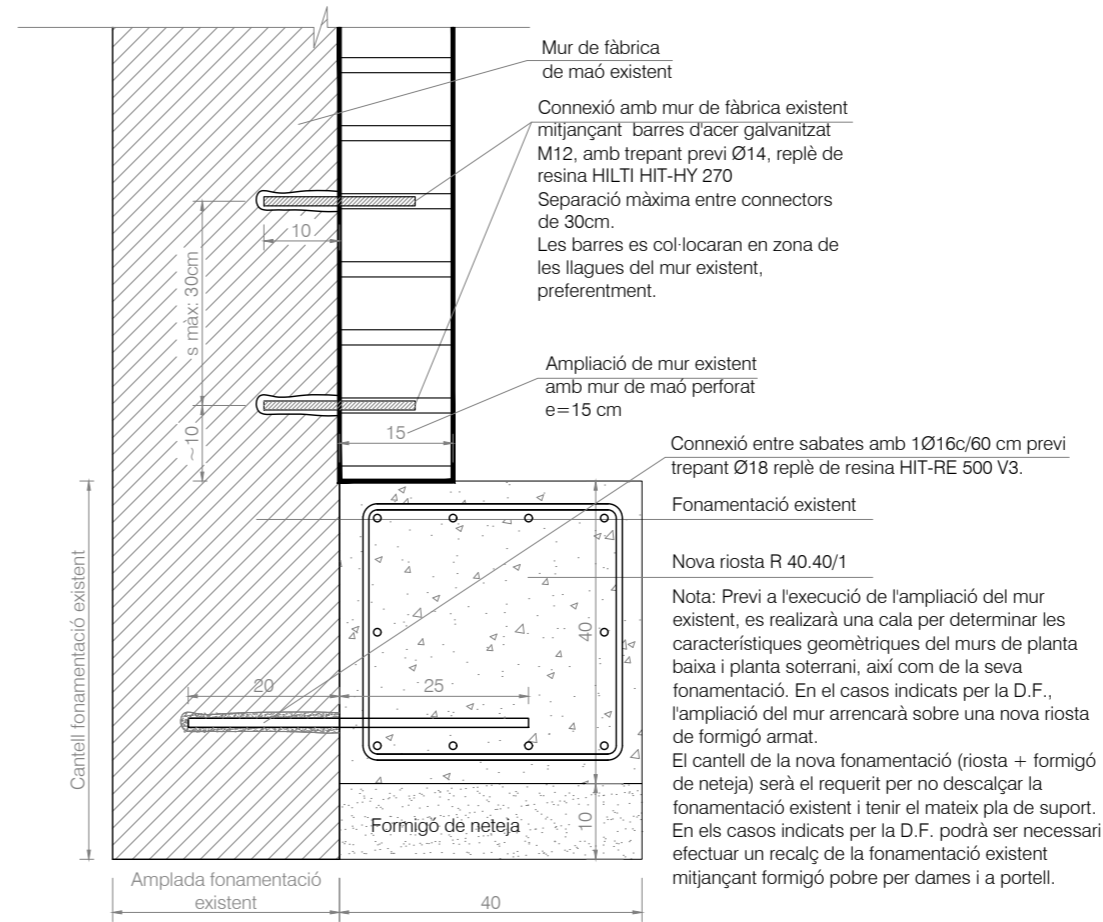 Mur de fàbrica
de maó existent
Connexió amb mur de fàbrica existent
mitjançant barres d'acer galvanitzat
M12, amb trepant previ Ø14, replè de
resina HILTI HIT-HY 270
Separació màxima entre connectors
de 30cm.
Les barres es col·locaran en zona de
les llagues del mur existent,
preferentment.
10
s màx: 30cm
~10
Ampliació de mur existent
amb mur de maó perforat
e=15 cm
15
Connexió entre sabates amb 1Ø16c/60 cm previ
trepant Ø18 replè de resina HIT-RE 500 V3.
Fonamentació existent
Nova riosta R 40.40/1
Nota: Previ a l'execució de l'ampliació del mur
existent, es realizarà una cala per determinar les
característiques geomètriques del murs de planta
baixa i planta soterrani, així com de la seva
fonamentació. En el casos indicats per la D.F.,
l'ampliació del mur arrencarà sobre una nova riosta
de formigó armat.
El cantell de la nova fonamentació (riosta + formigó
de neteja) serà el requerit per no descalçar la
fonamentació existent i tenir el mateix pla de suport.
En els casos indicats per la D.F. podrà ser necessari
efectuar un recalç de la fonamentació existent
mitjançant formigó pobre per dames i a portell.
Cantell fonamentació existent
40
20
25
Formigó de neteja
10
Amplada fonamentació
existent
40